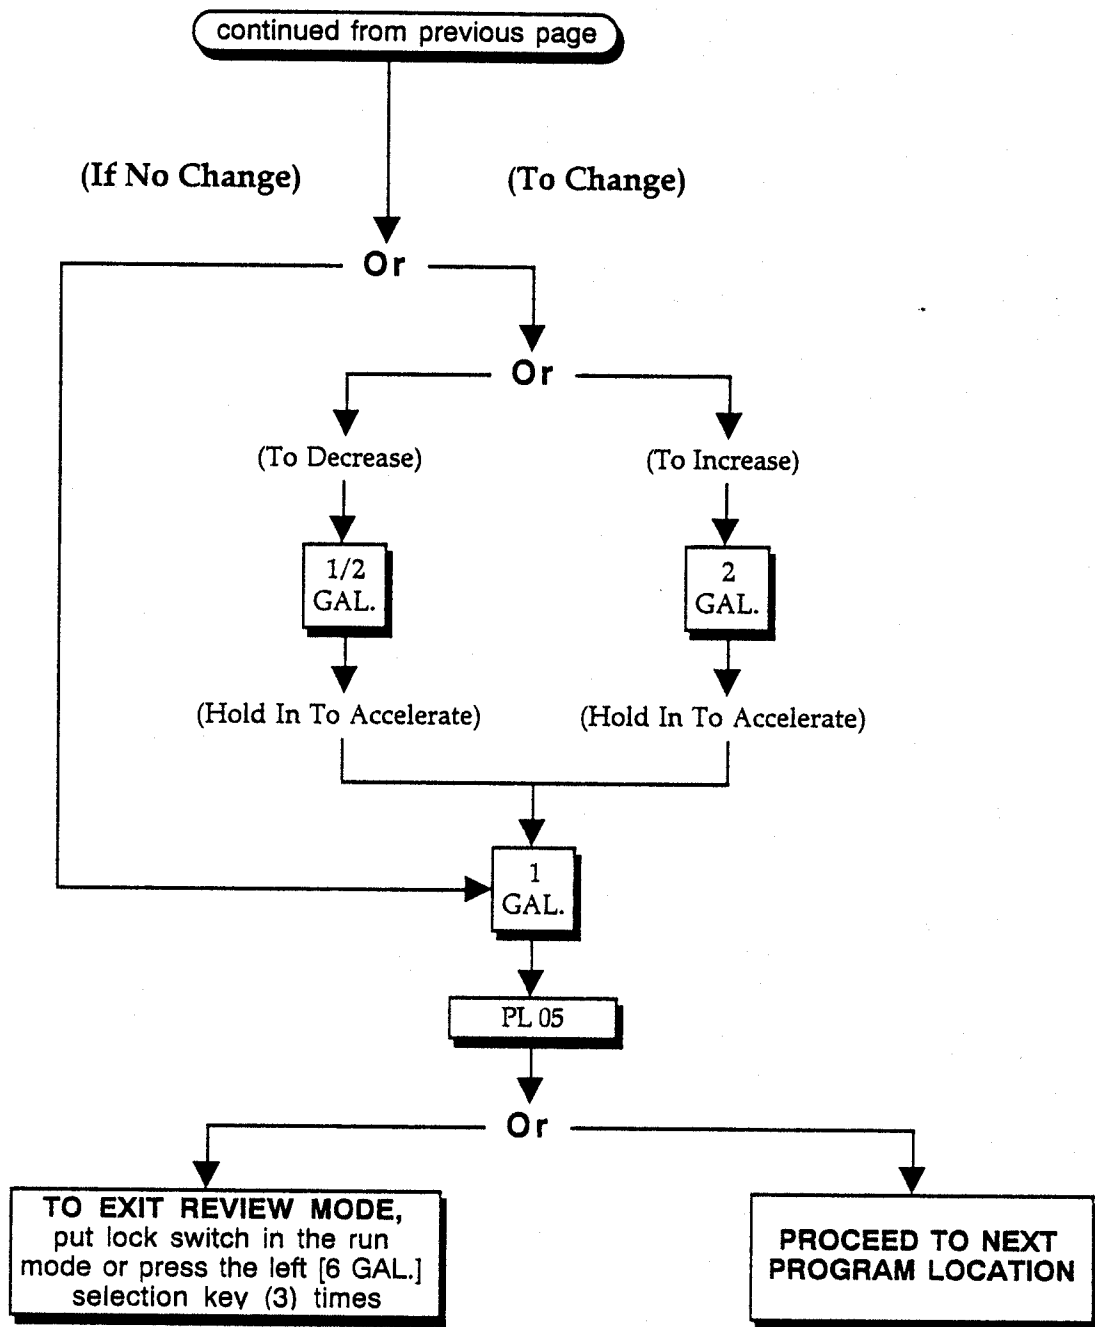 continued from previous page
(If No Change)
(To Change)
Or
Or
(To Decrease)
(To Increase)
1/2
GAL.
2
GAL.
(Hold In To Accelerate)
(Hold In To Accelerate)
1
GAL.
PL 05
Or
TO EXIT REVIEW MODE,
put lock switch in the run
mode or press the left [6 GAL.]
selection key (3) times
PROCEED TO NEXT
PROGRAM LOCATION